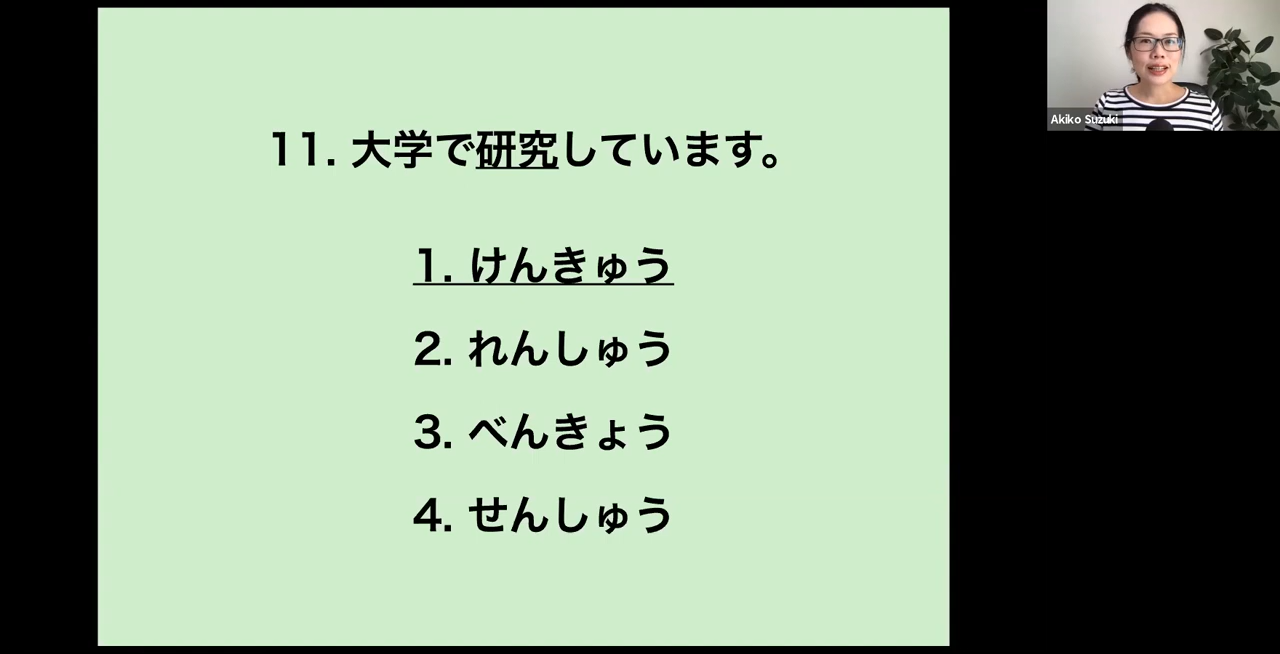 11. 大学で研究しています。
1. けんきゅう
2. れんしゅう
3. べんきょう
4. せんしゅう
Akiko Suzuki